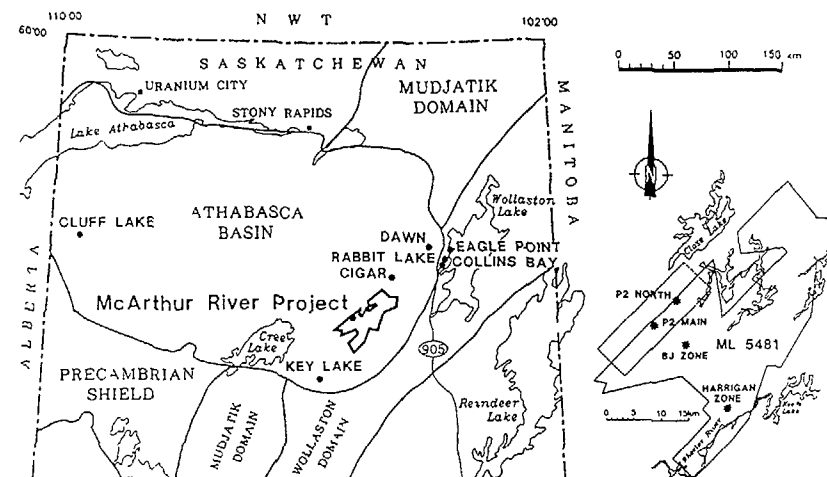 N W T
110°00
60°00
102°00
SASKATCHEWAN
URANIUM CITY
MUDJATIK
DOMAIN
STONY RAPIDS
Lake Athabasca
MANITOBA
Wollaston
Lake
ATHABASCA
BASIN
CLUFF LAKE
DAWN
EAGLE POINT
RABBIT LAKE
COLLINS BAY
CIGAR
ALBERTA
McArthur River Project
Cree
Lake
905
KEY LAKE
PRECAMBRIAN
SHIELD
Reindeer
Lake
MUDJATIK
DOMAIN
WOLLASTON
DOMAIN
0 50 100 150 km
N
P2 NORTH
P2 MAIN
ML 5481
BJ ZONE
HARRIGAN
ZONE
0 5 10 15km
Wheeler River
Lake